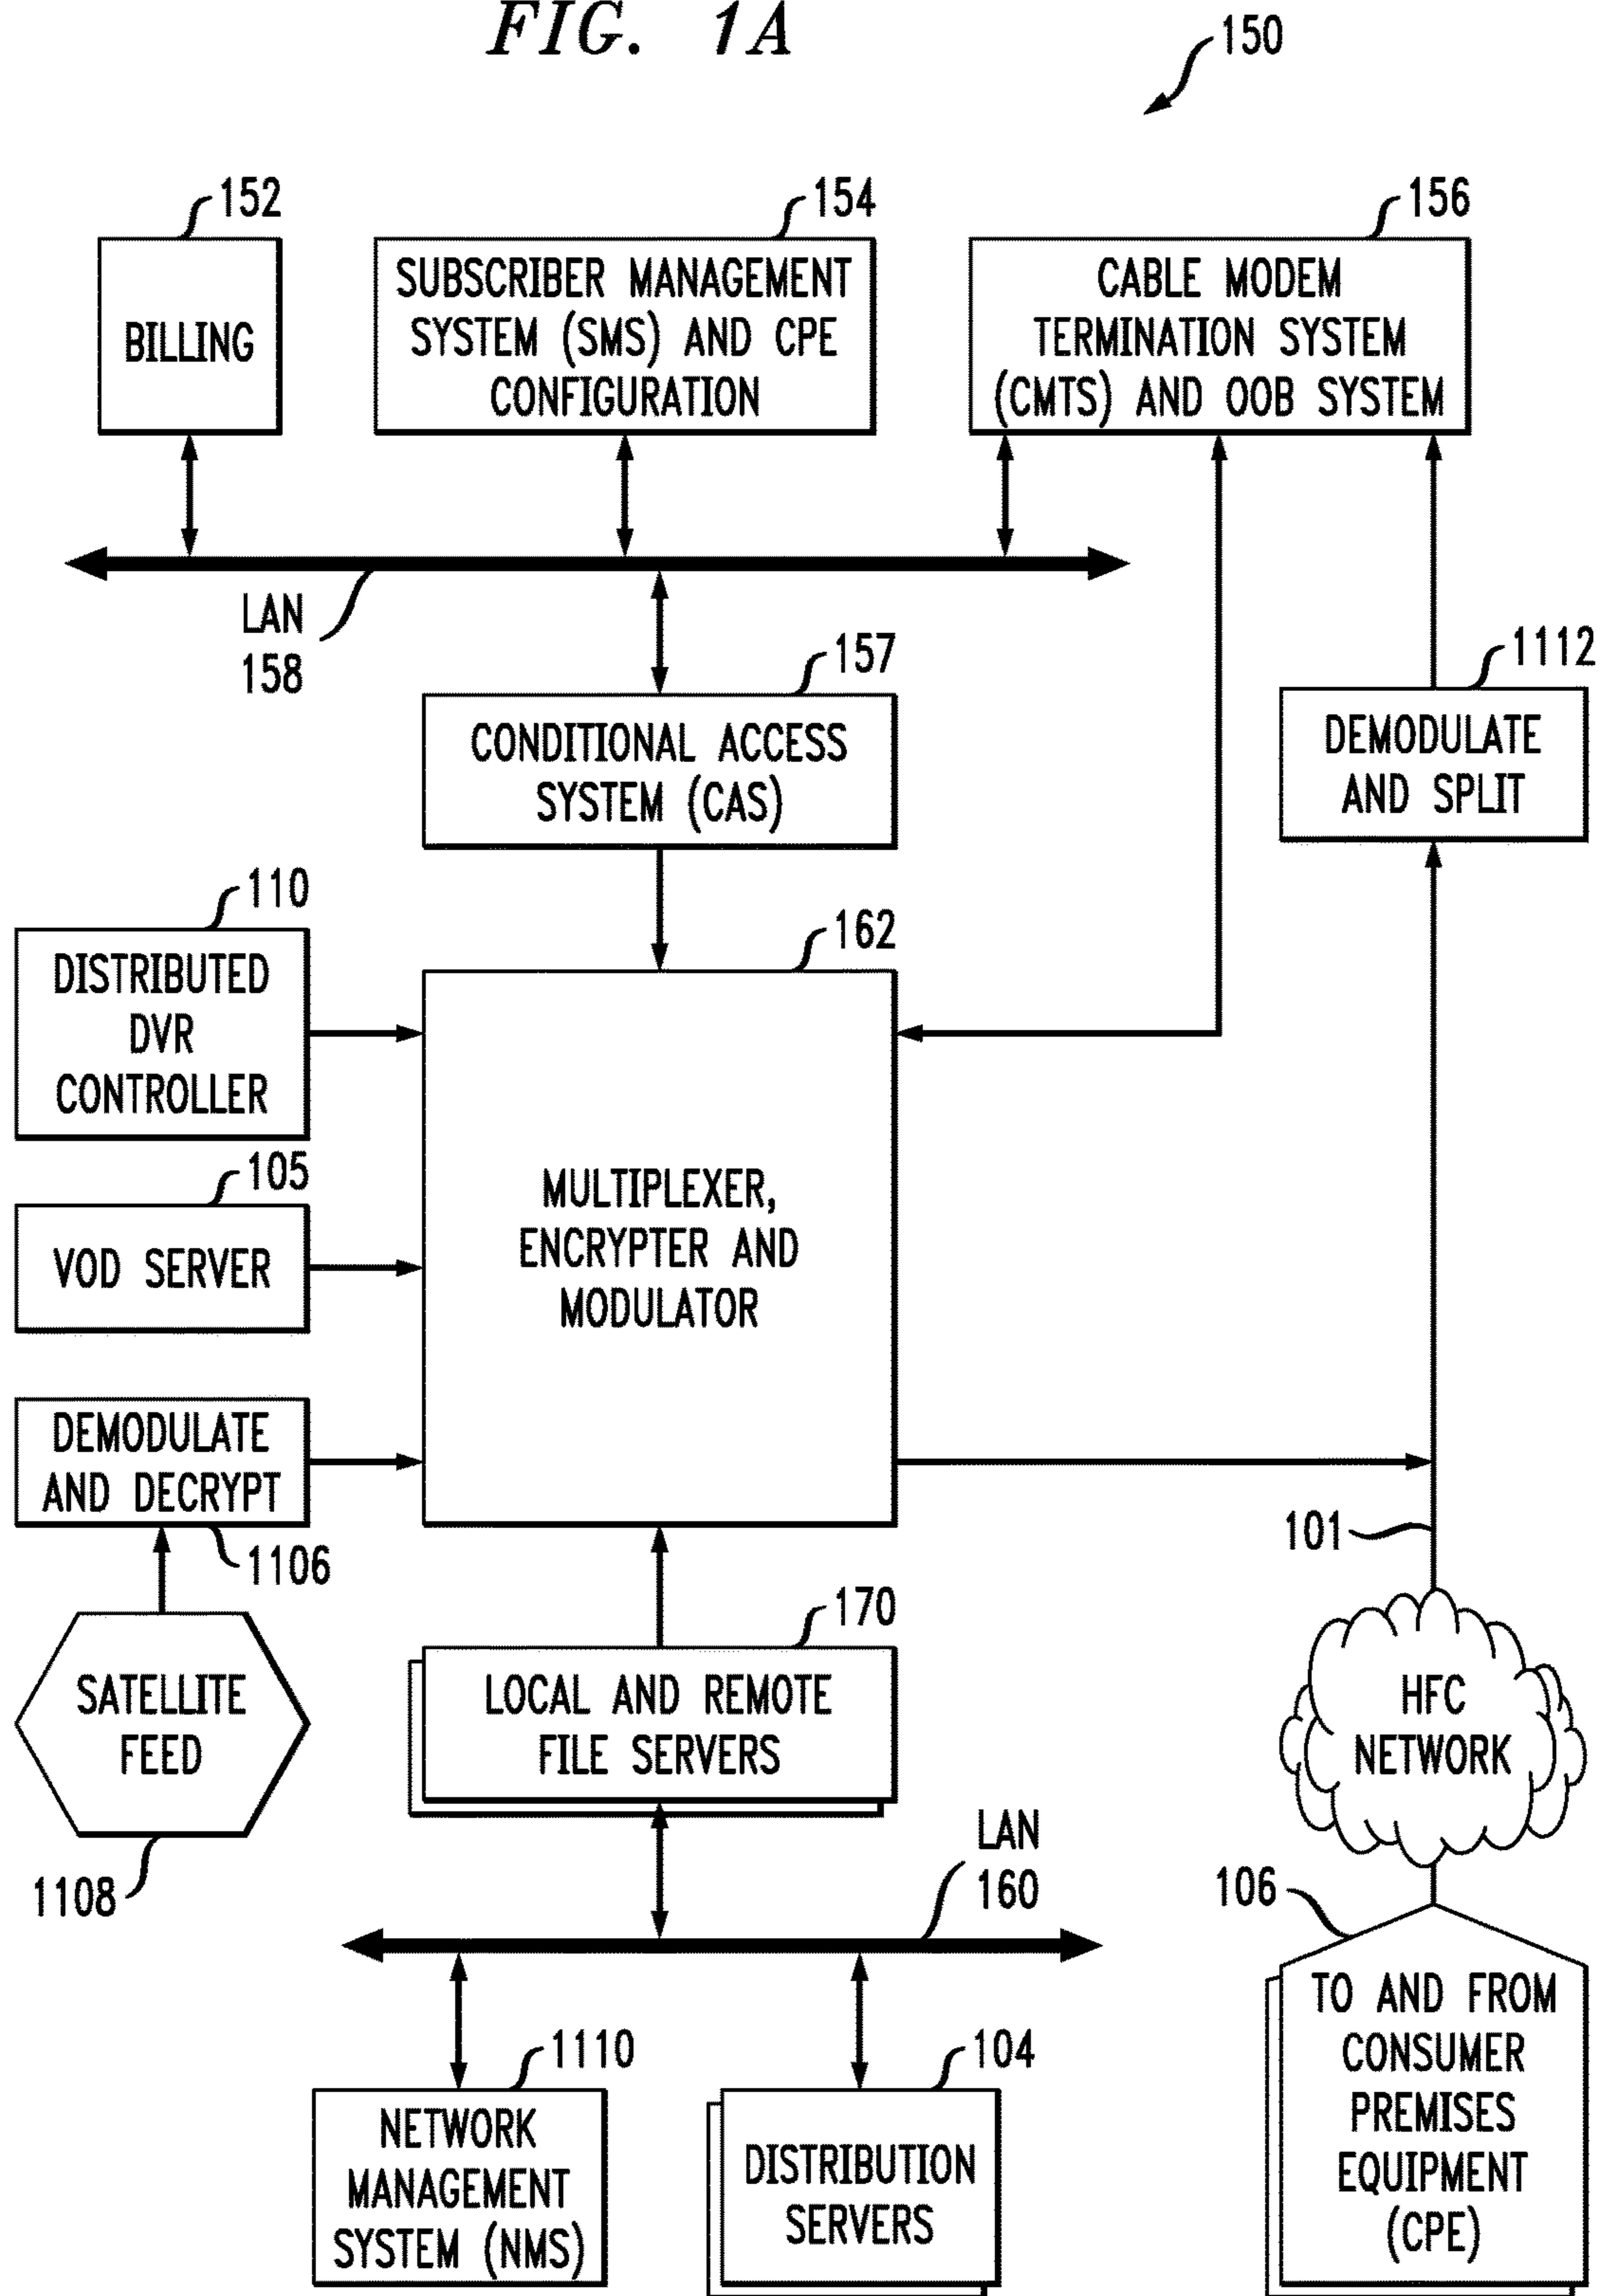 FIG. 1A
150
152
154
156
BILLING
SUBSCRIBER MANAGEMENT
SYSTEM (SMS) AND CPE
CONFIGURATION
CABLE MODEM
TERMINATION SYSTEM
(CMTS) AND OOB SYSTEM
LAN
158
157
1112
CONDITIONAL ACCESS
SYSTEM (CAS)
DEMODULATE
AND SPLIT
110
162
DISTRIBUTED
DVR
CONTROLLER
105
VOD SERVER
MULTIPLEXER,
ENCRYPTER AND
MODULATOR
DEMODULATE
AND DECRYPT
1106
101
170
SATELLITE
FEED
LOCAL AND REMOTE
FILE SERVERS
HFC
NETWORK
1108
LAN
160
106
TO AND FROM
CONSUMER
PREMISES
EQUIPMENT
(CPE)
1110
104
NETWORK
MANAGEMENT
SYSTEM (NMS)
DISTRIBUTION
SERVERS